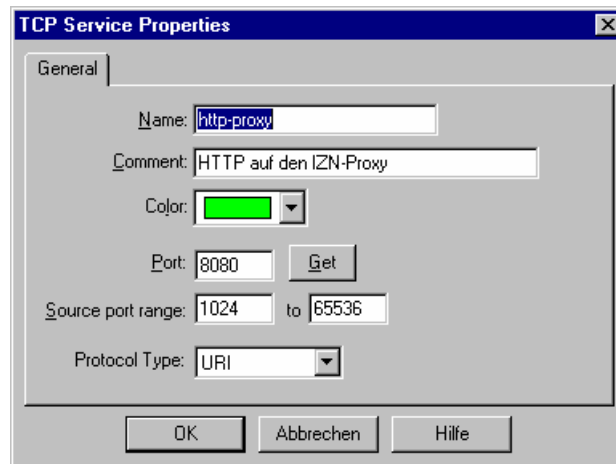 TCP Service Properties
General
Name: http-proxy
Comment: HTTP auf den IZN-Proxy
Color:
Port: 8080 Get
Source port range: 1024 to 65536
Protocol Type: URI
OK Abbrechen Hilfe